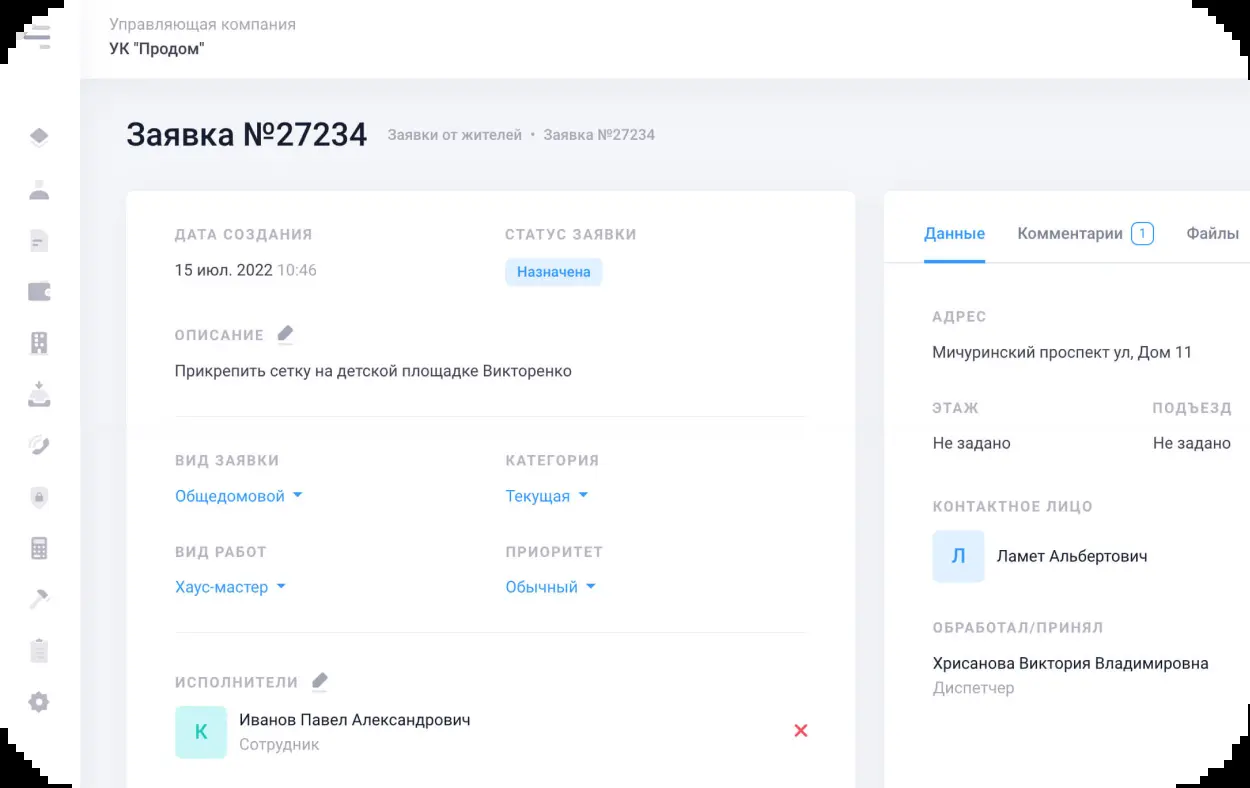 Управляющая компания
УК "Продом"
Заявка №27234
Заявки от жителей • Заявка №27234
ДАТА СОЗДАНИЯ
15 июл. 2022 10:46
СТАТУС ЗАЯВКИ
Назначена
ОПИСАНИЕ
Прикрепить сетку на детской площадке Викторенко
ВИД ЗАЯВКИ
Общедомовой
КАТЕГОРИЯ
Текущая
ВИД РАБОТ
Хаус-мастер
ПРИОРИТЕТ
Обычный
ИСПОЛНИТЕЛИ
К
Иванов Павел Александрович
Сотрудник
Данные
Комментарии 1
Файлы
АДРЕС
Мичуринский проспект ул, Дом 11
ЭТАЖ
Не задано
ПОДЪЕЗД
Не задано
КОНТАКТНОЕ ЛИЦО
Л
Ламет Альбертович
ОБРАБОТАЛ/ПРИНЯЛ
Хрисанова Виктория Владимировна
Диспетчер